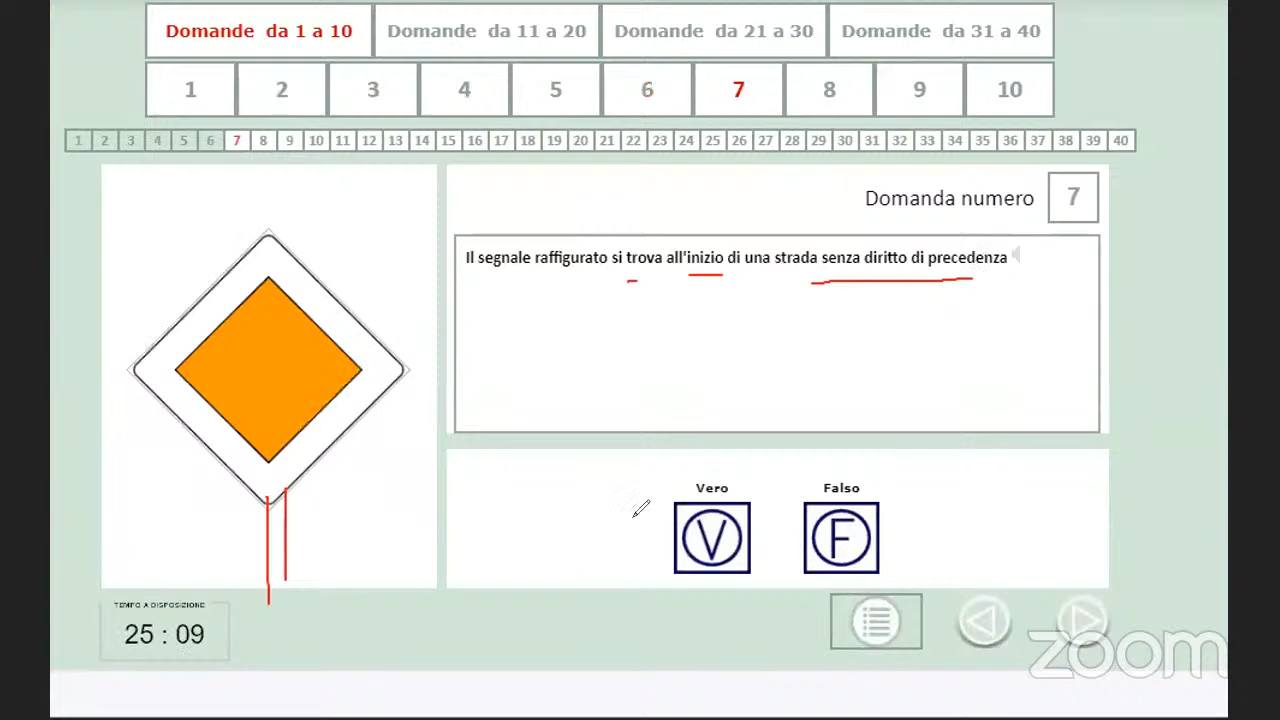 Domande da 1 a 10 Domande da 11 a 20 Domande da 21 a 30 Domande da 31 a 40
1 2 3 4 5 6 7 8 9 10
1 2 3 4 5 6 7 8 9 10 11 12 13 14 15 16 17 18 19 20 21 22 23 24 25 26 27 28 29 30 31 32 33 34 35 36 37 38 39 40
Domanda numero 7
Il segnale raffigurato si trova all'inizio di una strada senza diritto di precedenza
Vero Falso
V F
TEMPO A DISPOSIZIONE
25 : 09
zoom